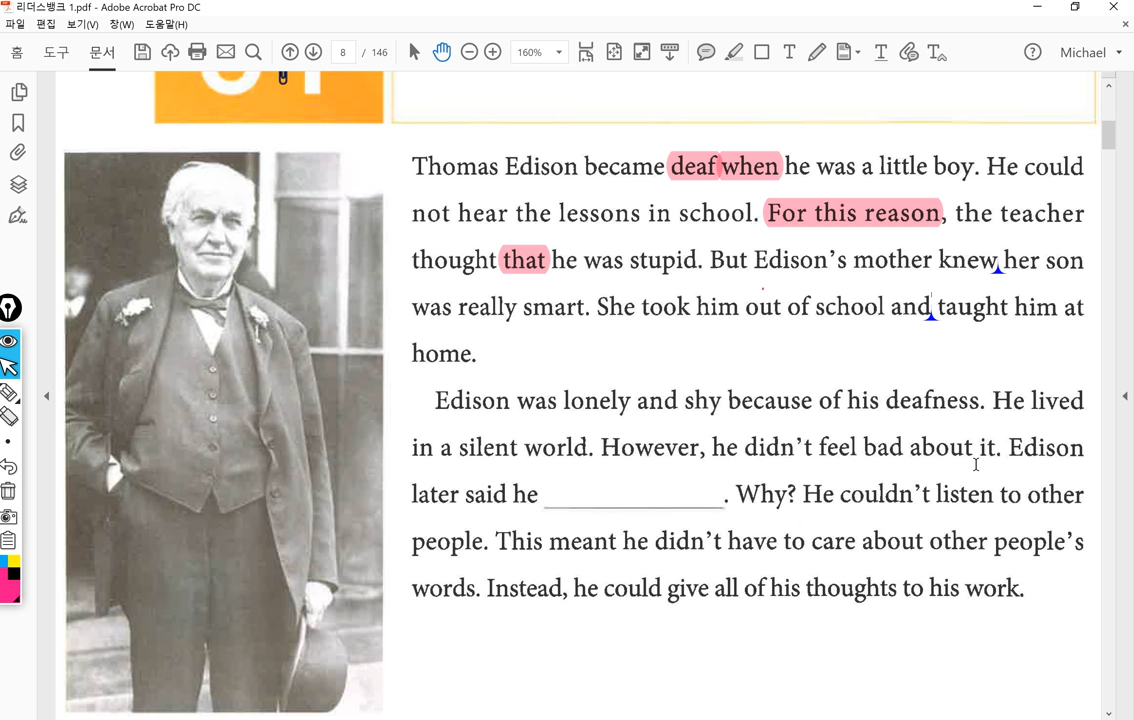 리더스뱅크 1.pdf - Adobe Acrobat Pro DC
파일 편집 보기(V) 창(W) 도움말(H)
홈 도구 문서 8 / 146 160% Michael
Thomas Edison became deaf when he was a little boy. He could
not hear the lessons in school. For this reason, the teacher
thought that he was stupid. But Edison's mother knew her son
was really smart. She took him out of school and taught him at
home.
Edison was lonely and shy because of his deafness. He lived
in a silent world. However, he didn't feel bad about it. Edison
later said he ____________. Why? He couldn't listen to other
people. This meant he didn't have to care about other people's
words. Instead, he could give all of his thoughts to his work.